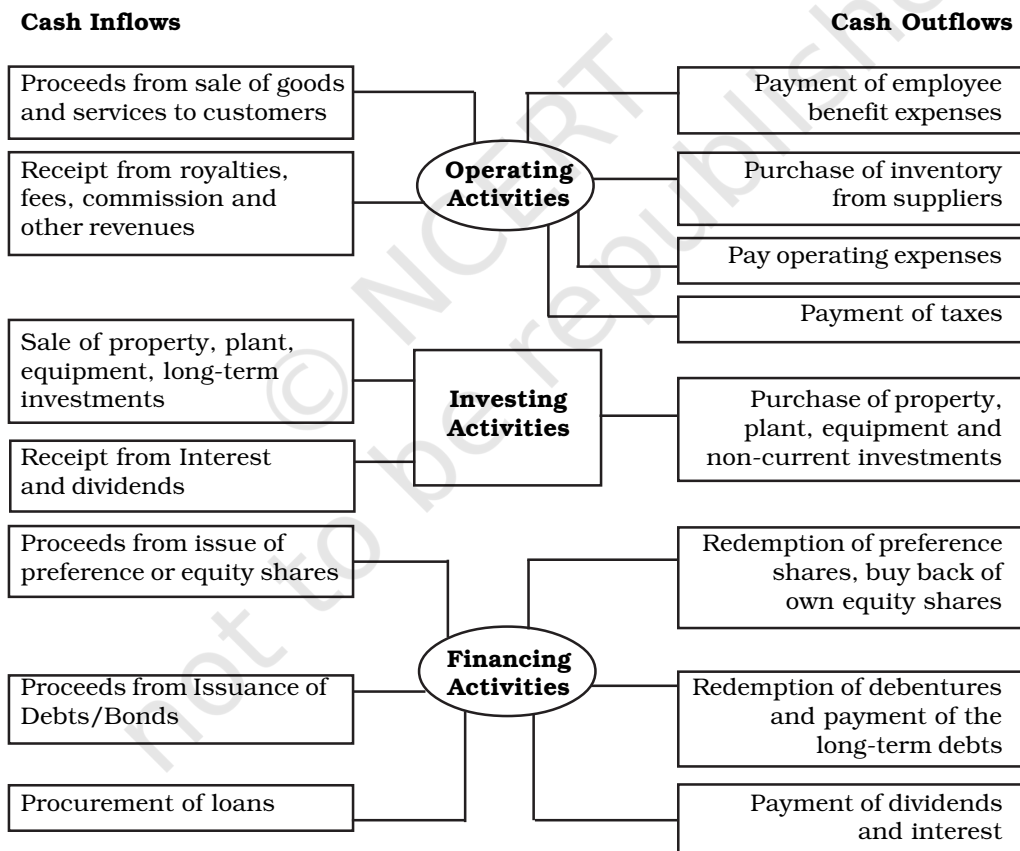 Cash Inflows
Cash Outflows
Proceeds from sale of goods
and services to customers
Receipt from royalties,
fees, commission and
other revenues
Operating
Activities
Payment of employee
benefit expenses
Purchase of inventory
from suppliers
Pay operating expenses
Payment of taxes
Sale of property, plant,
equipment, long-term
investments
Receipt from Interest
and dividends
Investing
Activities
Purchase of property,
plant, equipment and
non-current investments
Proceeds from issue of
preference or equity shares
Proceeds from Issuance of
Debts/Bonds
Procurement of loans
Financing
Activities
Redemption of preference
shares, buy back of
own equity shares
Redemption of debentures
and payment of the
long-term debts
Payment of dividends
and interest
© NCERT
not to be republished